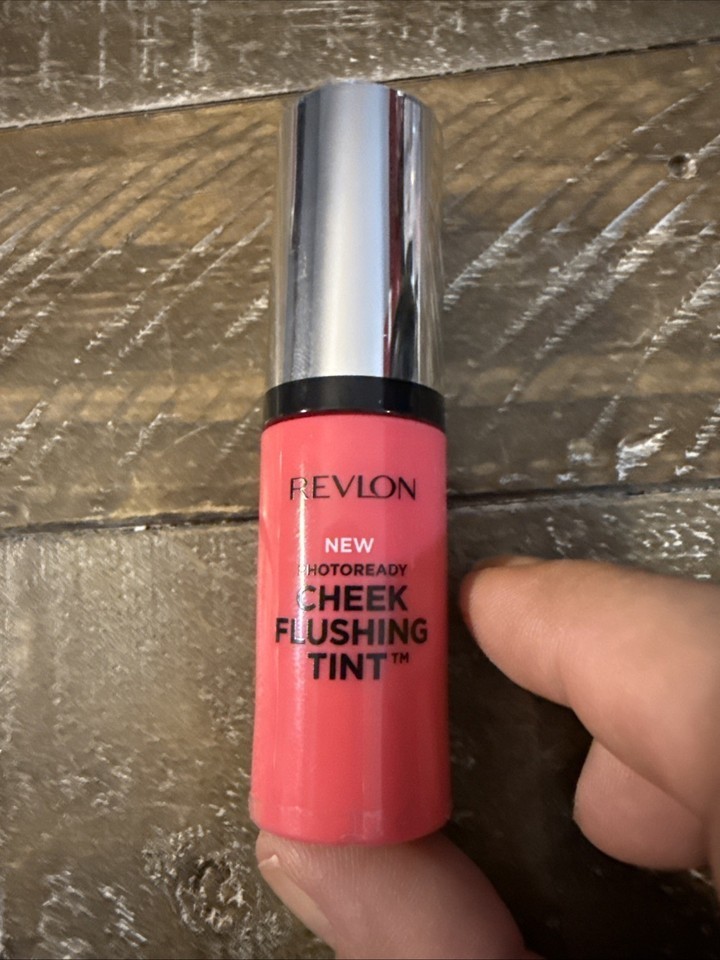 REVLON
NEW
PHOTOREADY
CHEEK
FLUSHING
TINT™